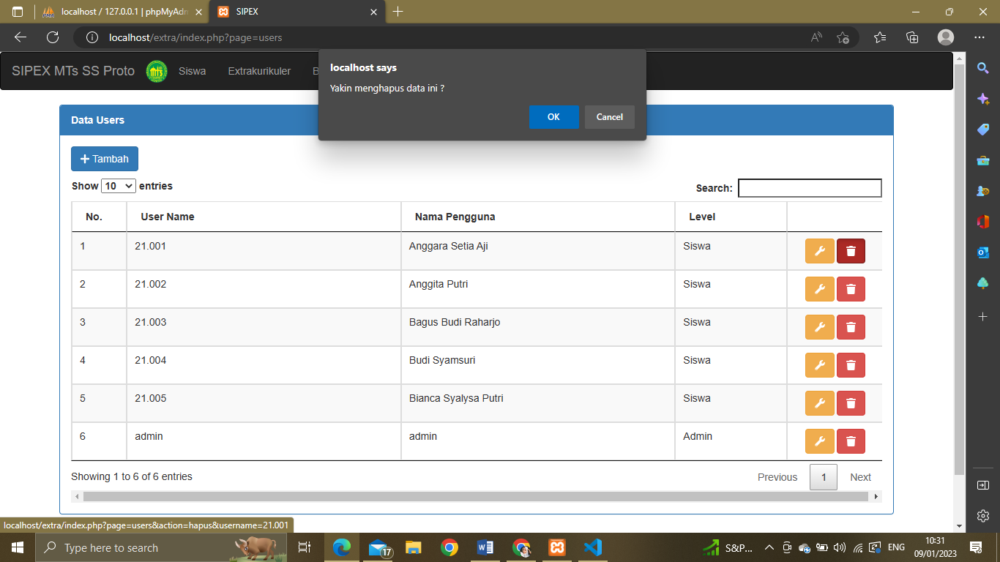 localhost / 127.0.0.1 | phpMyAdm
SIPEX
localhost/extra/index.php?page=users
SIPEX MTs SS Proto
MTS
Siswa
Extrakurikuler
B
localhost says
Yakin menghapus data ini ?
OK
Cancel
Data Users
Tambah
Show 10 entries
Search:
No. User Name Nama Pengguna Level
1 21.001 Anggara Setia Aji Siswa
2 21.002 Anggita Putri Siswa
3 21.003 Bagus Budi Raharjo Siswa
4 21.004 Budi Syamsuri Siswa
5 21.005 Bianca Syalysa Putri Siswa
6 admin admin Admin
Showing 1 to 6 of 6 entries
Previous 1 Next
localhost/extra/index.php?page=users&action=hapus&username=21.001
Type here to search
17
S&P...
ENG
10:31
09/01/2023